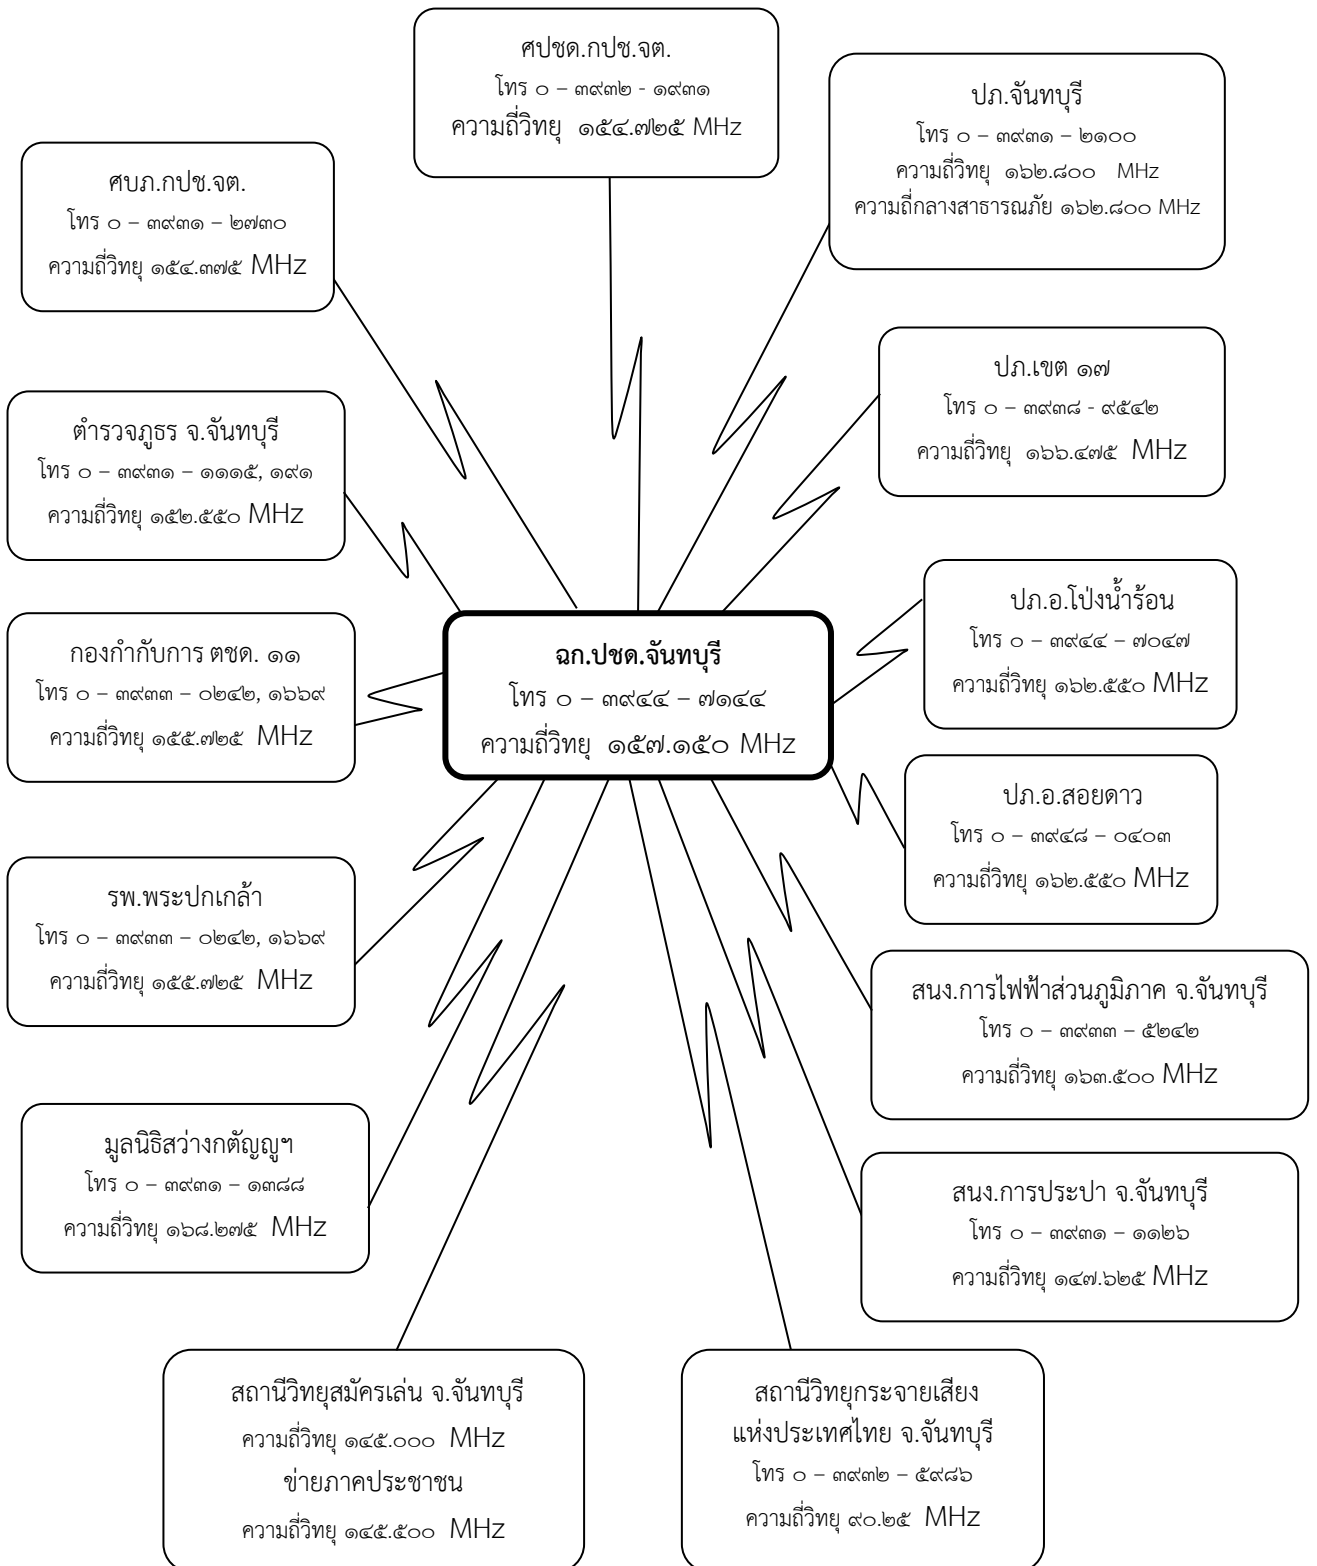 ศปชด.กปช.จต.
โทร ๐ – ๓๙๓๒ - ๑๙๓๑
ความถี่วิทยุ ๑๕๔.๗๒๕ MHz
ปภ.จันทบุรี
โทร ๐ – ๓๙๓๑ – ๒๑๐๐
ความถี่วิทยุ ๑๖๒.๘๐๐ MHz
ความถี่กลางสาธารณภัย ๑๖๒.๘๐๐ MHz
ศบภ.กปช.จต.
โทร ๐ – ๓๙๓๑ – ๒๗๓๐
ความถี่วิทยุ ๑๕๔.๓๗๕ MHz
ปภ.เขต ๑๗
โทร ๐ – ๓๙๓๘ - ๙๕๔๒
ความถี่วิทยุ ๑๖๖.๔๗๕ MHz
ตำรวจภูธร จ.จันทบุรี
โทร ๐ – ๓๙๓๑ – ๑๑๑๕, ๑๙๑
ความถี่วิทยุ ๑๕๒.๕๕๐ MHz
ปภ.อ.โป่งน้ำร้อน
โทร ๐ – ๓๙๔๔ – ๗๐๔๗
ความถี่วิทยุ ๑๖๒.๕๕๐ MHz
กองกำกับการ ตชด. ๑๑
โทร ๐ – ๓๙๓๓ – ๐๒๔๒, ๑๖๖๙
ความถี่วิทยุ ๑๕๕.๗๒๕ MHz
ฉก.ปชด.จันทบุรี
โทร ๐ – ๓๙๔๔ – ๗๑๔๔
ความถี่วิทยุ ๑๕๗.๑๕๐ MHz
ปภ.อ.สอยดาว
โทร ๐ – ๓๙๔๘ – ๐๔๐๓
ความถี่วิทยุ ๑๖๒.๕๕๐ MHz
รพ.พระปกเกล้า
โทร ๐ – ๓๙๓๓ – ๐๒๔๒, ๑๖๖๙
ความถี่วิทยุ ๑๕๕.๗๒๕ MHz
สนง.การไฟฟ้าส่วนภูมิภาค จ.จันทบุรี
โทร ๐ – ๓๙๓๓ – ๕๒๔๒
ความถี่วิทยุ ๑๖๓.๕๐๐ MHz
มูลนิธิสว่างกตัญญูฯ
โทร ๐ – ๓๙๓๑ – ๑๓๘๘
ความถี่วิทยุ ๑๖๘.๒๗๕ MHz
สนง.การประปา จ.จันทบุรี
โทร ๐ – ๓๙๓๑ – ๑๑๒๖
ความถี่วิทยุ ๑๔๗.๖๒๕ MHz
สถานีวิทยุสมัครเล่น จ.จันทบุรี
ความถี่วิทยุ ๑๔๕.๐๐๐ MHz
ข่ายภาคประชาชน
ความถี่วิทยุ ๑๔๕.๕๐๐ MHz
สถานีวิทยุกระจายเสียง
แห่งประเทศไทย จ.จันทบุรี
โทร ๐ – ๓๙๓๒ – ๕๙๘๖
ความถี่วิทยุ ๙๐.๒๕ MHz